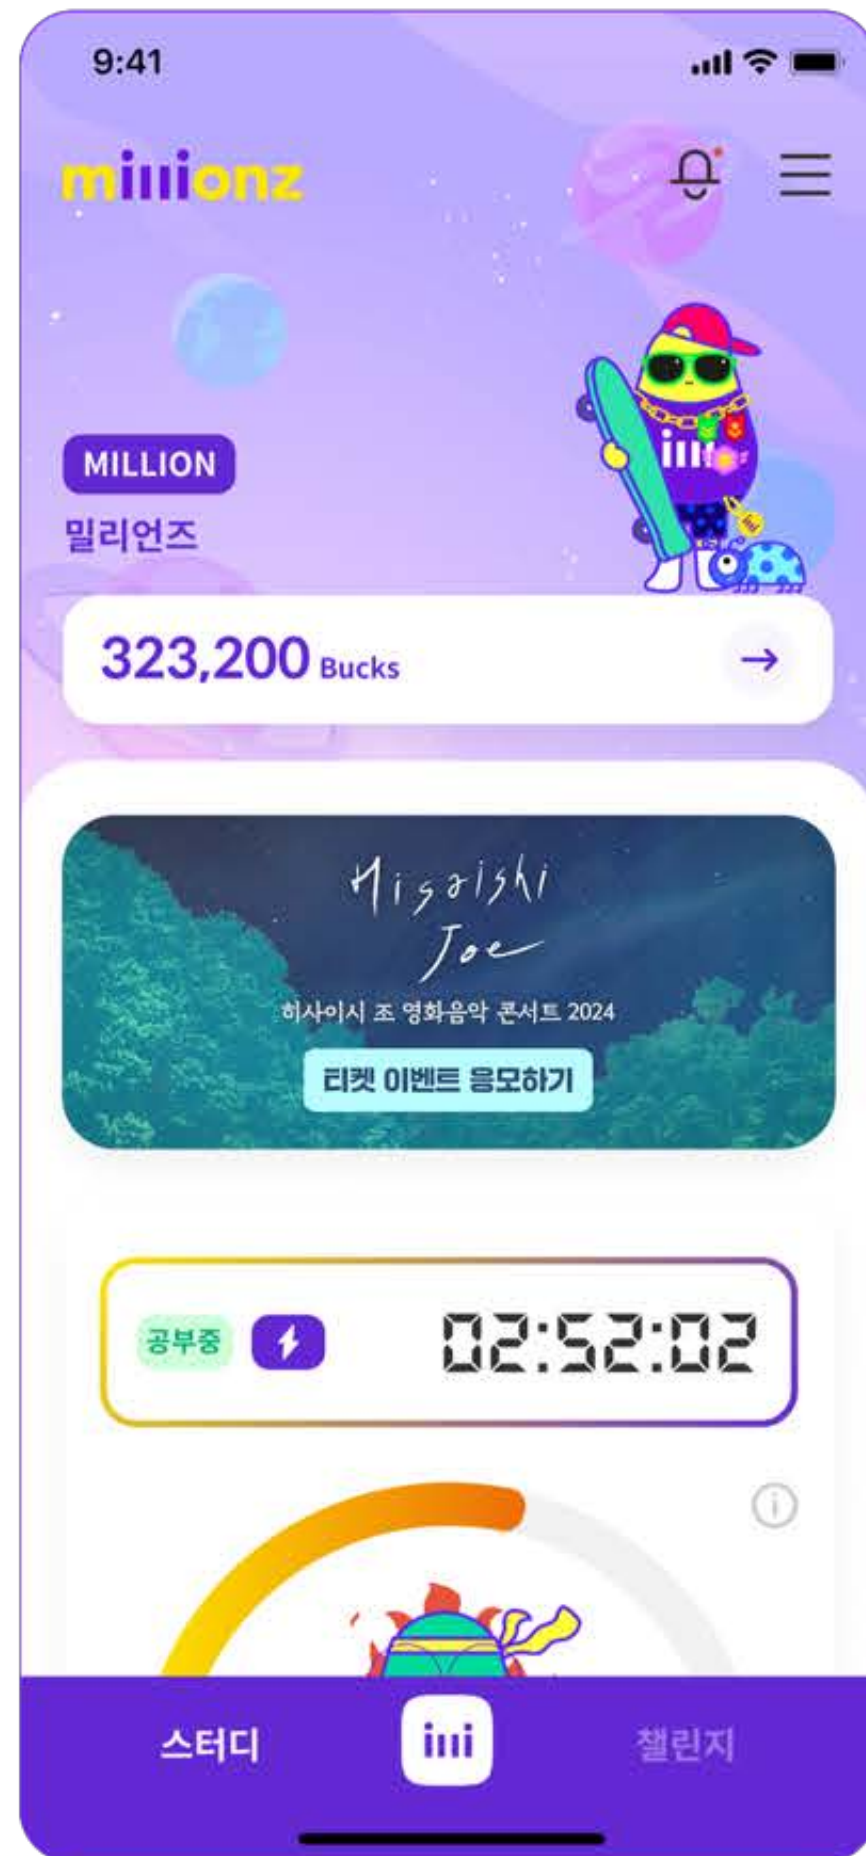 9:41
millionz
MILLION
밀리언즈
323,200 Bucks
Hisaishi
Joe
히사이시 조 영화음악 콘서트 2024
티켓 이벤트 응모하기
공부중
02:52:02
스터디
챌린지